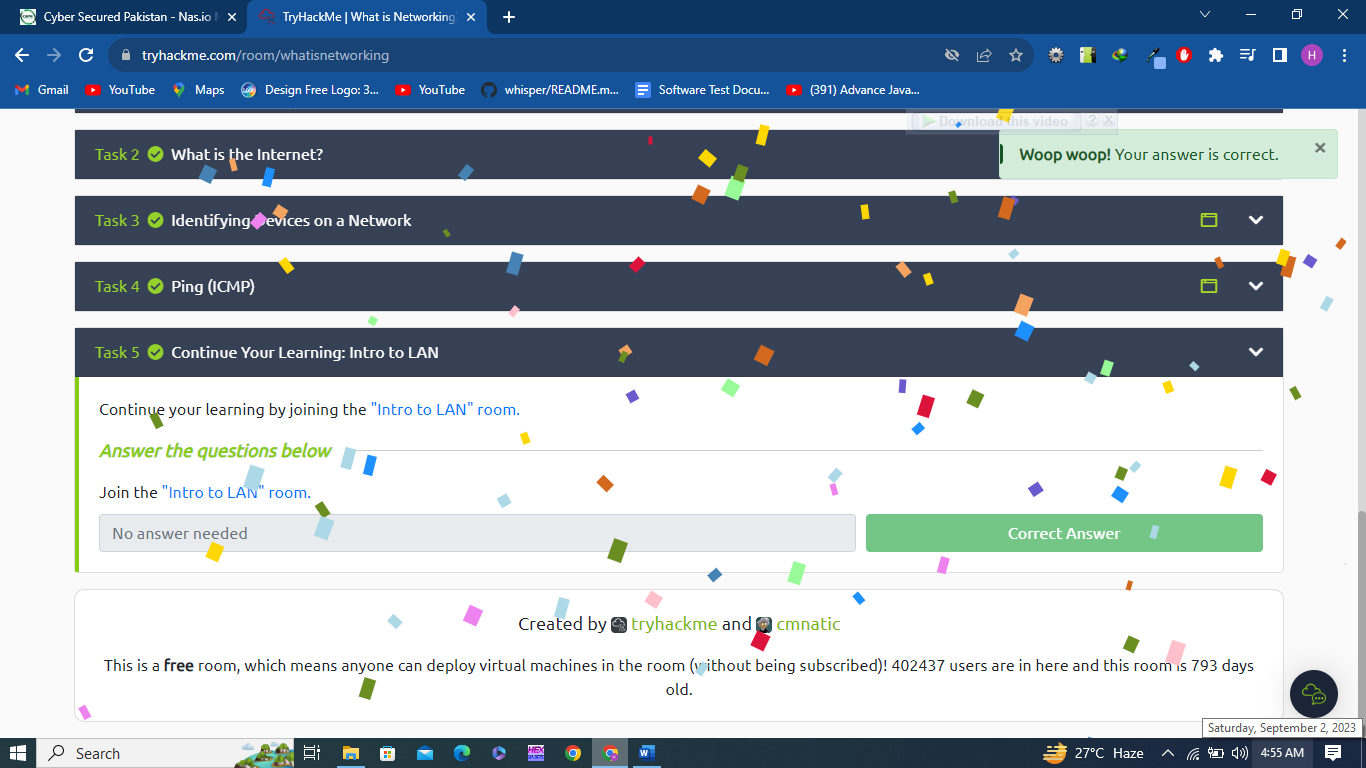 Cyber Secured Pakistan - Nas.io
TryHackMe | What is Networking?
tryhackme.com/room/whatisnetworking
H
Gmail
YouTube
Maps
Design Free Logo: 3...
YouTube
whisper/README.m...
Software Test Docu...
(391) Advance Java...
Download this video
?
Task 2 What is the Internet?
Woop woop! Your answer is correct.
Task 3 Identifying Devices on a Network
Task 4 Ping (ICMP)
Task 5 Continue Your Learning: Intro to LAN
Continue your learning by joining the "Intro to LAN" room.
Answer the questions below
Join the "Intro to LAN" room.
No answer needed
Correct Answer
Created by tryhackme and cmnatic
This is a free room, which means anyone can deploy virtual machines in the room (without being subscribed)! 402437 users are in here and this room is 793 days
old.
Saturday, September 2, 2023
Search
HEX
27°C Haze
4:55 AM